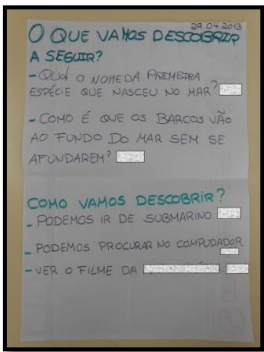 29.04.2013
O QUE VAMOS DESCOBRIR
A SEGUIR?
- QUAL O NOME DA PRIMEIRA
ESPÉCIE QUE NASCEU NO MAR?
- COMO É QUE OS BARCOS VÃO
AO FUNDO DO MAR SEM SE
AFUNDAREM?
COMO VAMOS DESCOBRIR?
- PODEMOS IR DE SUBMARINO
- PODEMOS PROCURAR NO COMPUTADOR
- VER O FILME DA